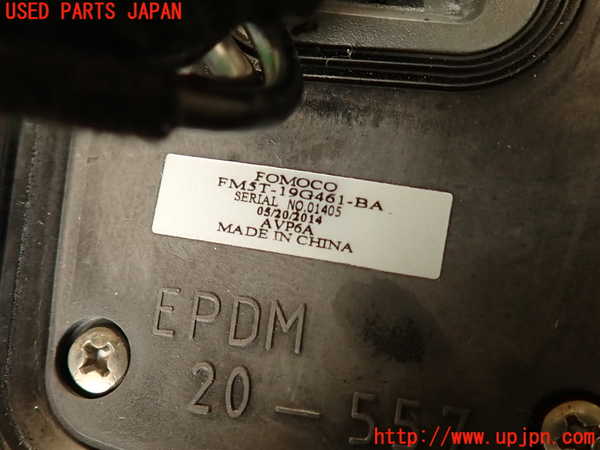 USED PARTS JAPAN
FOMOCO
FM5T-19G461-BA
SERIAL NO.01405
05/20/2014
AVP6A
MADE IN CHINA
EPDM
20-557
http://www.upjpn.com/